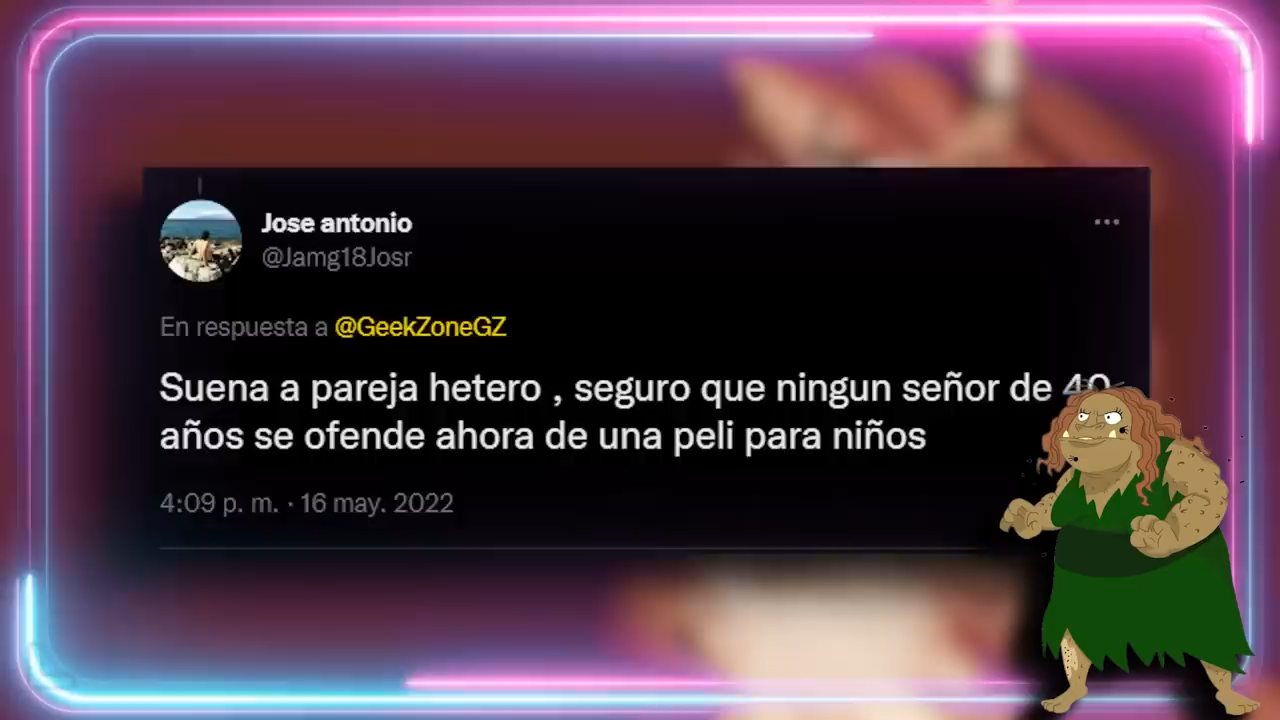 Jose antonio
@Jamg18Josr
En respuesta a @GeekZoneGZ
Suena a pareja hetero , seguro que ningun señor de 40
años se ofende ahora de una peli para niños
4:09 p. m. · 16 may. 2022